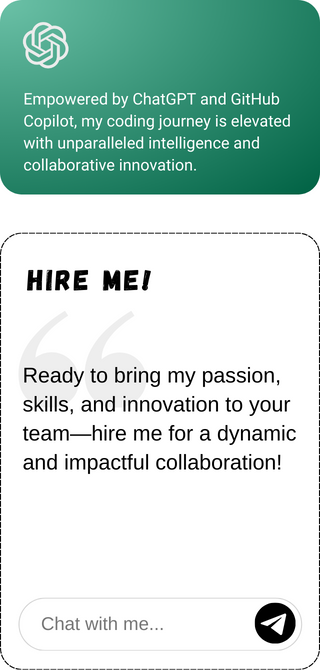 Empowered by ChatGPT and GitHub
Copilot, my coding journey is elevated
with unparalleled intelligence and
collaborative innovation.
HIRE ME!
Ready to bring my passion,
skills, and innovation to your
team—hire me for a dynamic
and impactful collaboration!
Chat with me...